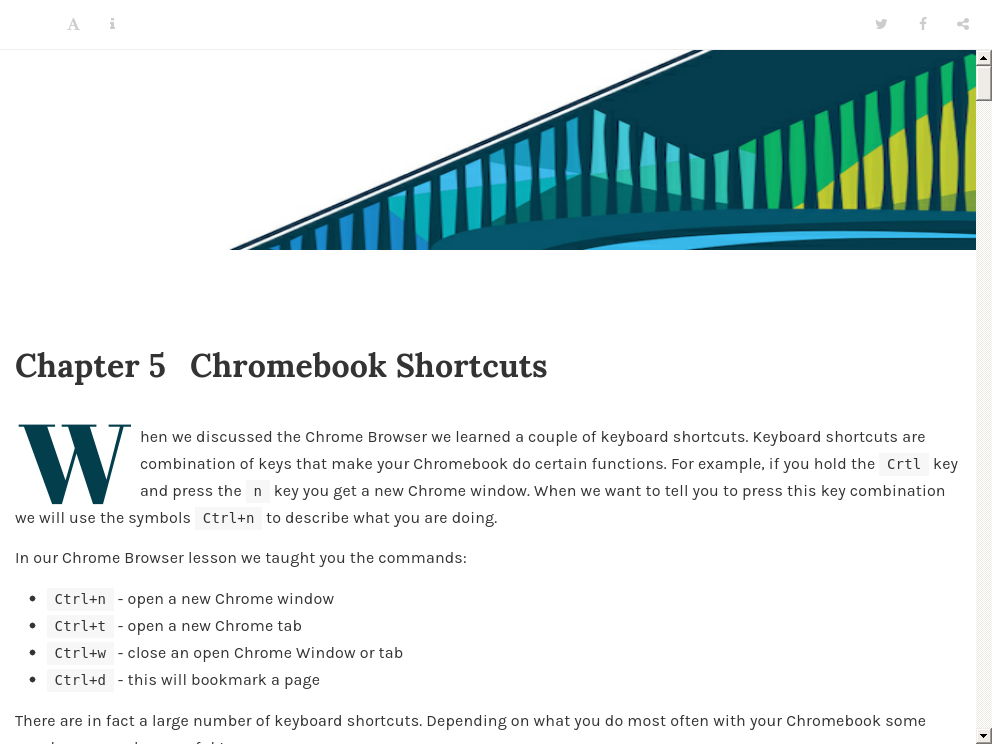 A i
Chapter 5 Chromebook Shortcuts
When we discussed the Chrome Browser we learned a couple of keyboard shortcuts. Keyboard shortcuts are
combination of keys that make your Chromebook do certain functions. For example, if you hold the Crtl key
and press the n key you get a new Chrome window. When we want to tell you to press this key combination
we will use the symbols Ctrl+n to describe what you are doing.
In our Chrome Browser lesson we taught you the commands:
• Ctrl+n - open a new Chrome window
• Ctrl+t - open a new Chrome tab
• Ctrl+w - close an open Chrome Window or tab
• Ctrl+d - this will bookmark a page
There are in fact a large number of keyboard shortcuts. Depending on what you do most often with your Chromebook some